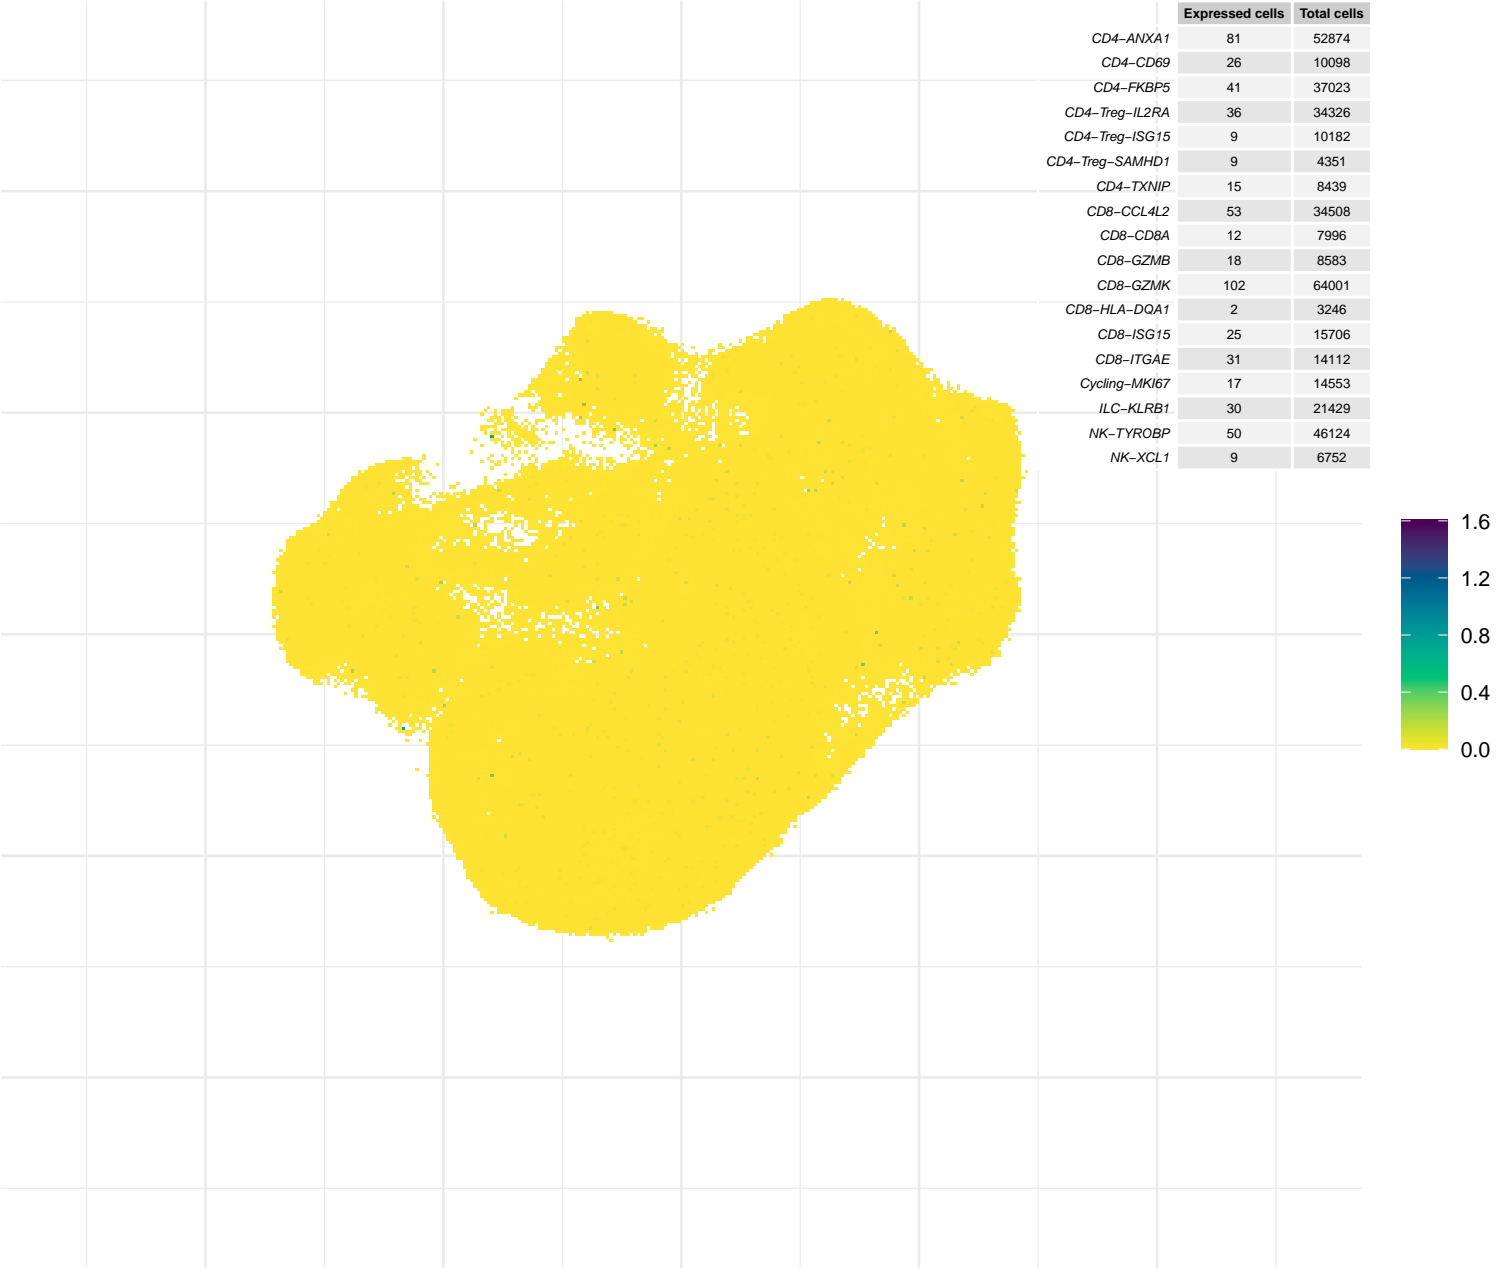 Expressed cells Total cells
CD4−ANXA1 81 52874
CD4−CD69 26 10098
CD4−FKBP5 41 37023
CD4−Treg−IL2RA 36 34326
CD4−Treg−ISG15 9 10182
CD4−Treg−SAMHD1 9 4351
CD4−TXNIP 15 8439
CD8−CCL4L2 53 34508
CD8−CD8A 12 7996
CD8−GZMB 18 8583
CD8−GZMK 102 64001
CD8−HLA−DQA1 2 3246
CD8−ISG15 25 15706
CD8−ITGAE 31 14112
Cycling−MKI67 17 14553
ILC−KLRB1 30 21429
NK−TYROBP 50 46124
NK−XCL1 9 6752
1.6
1.2
0.8
0.4
0.0